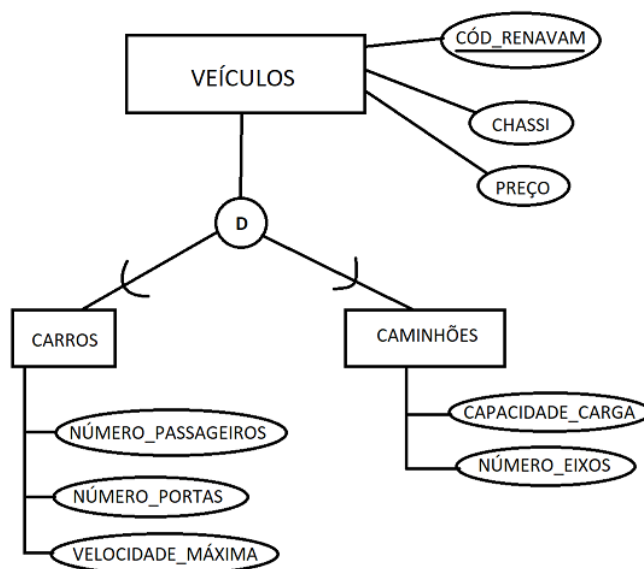 VEÍCULOS
CÓD_RENAVAM
CHASSI
PREÇO
D
CARROS
CAMINHÕES
NÚMERO_PASSAGEIROS
NÚMERO_PORTAS
VELOCIDADE_MÁXIMA
CAPACIDADE_CARGA
NÚMERO_EIXOS